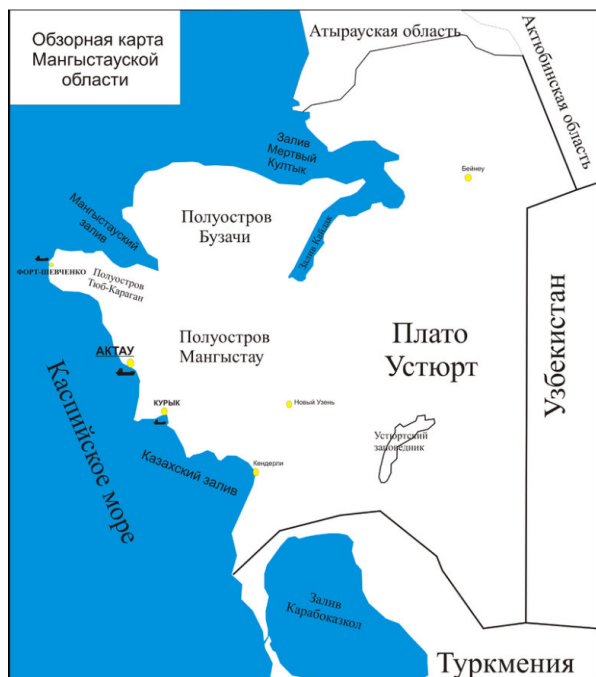 Обзорная карта
Мангыстауской
области
Атырауская область
Актюбинская область
Залив
Мертвый
Култык
Бейнеу
Мангыстауский
залив
Полуостров
Бузачи
Залив Кайдак
ФОРТ-ШЕВЧЕНКО
Полуостров
Тюб-Караган
Полуостров
Мангыстау
АКТАУ
Плато
Устюрт
Узбекистан
КУРЫК
Новый Узень
Устюртский
заповедник
Каспийское море
Казахский залив
Кендерли
Залив
Карабоказкол
Туркмения